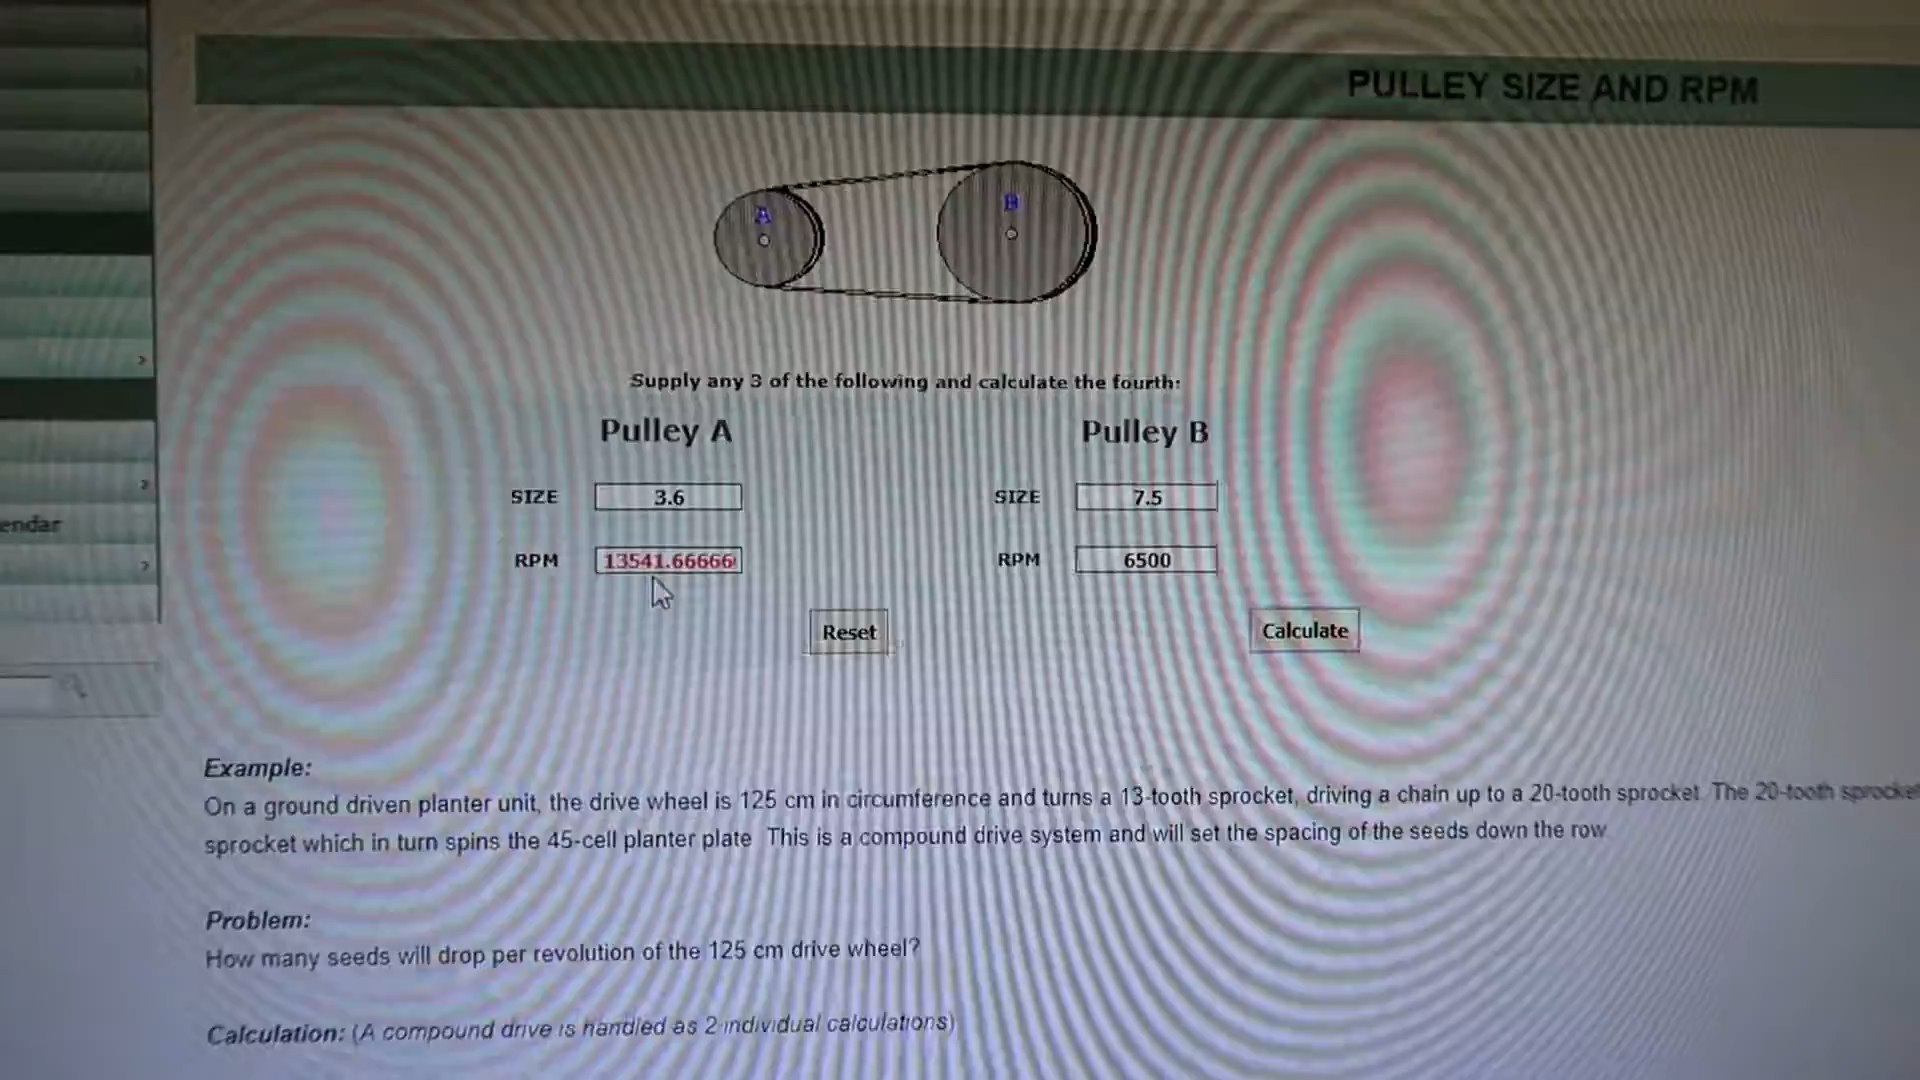 PULLEY SIZE AND RPM
A
B
Supply any 3 of the following and calculate the fourth:
Pulley A
Pulley B
SIZE
3.6
SIZE
7.5
RPM
13541.66666
RPM
6500
endar
Reset
Calculate
Example:
On a ground driven planter unit, the drive wheel is 125 cm in circumference and turns a 13-tooth sprocket, driving a chain up to a 20-tooth sprocket The 20-tooth sprocket
sprocket which in turn spins the 45-cell planter plate This is a compound drive system and will set the spacing of the seeds down the row
Problem:
How many seeds will drop per revolution of the 125 cm drive wheel?
Calculation: (A compound drive is handled as 2 individual calculations)